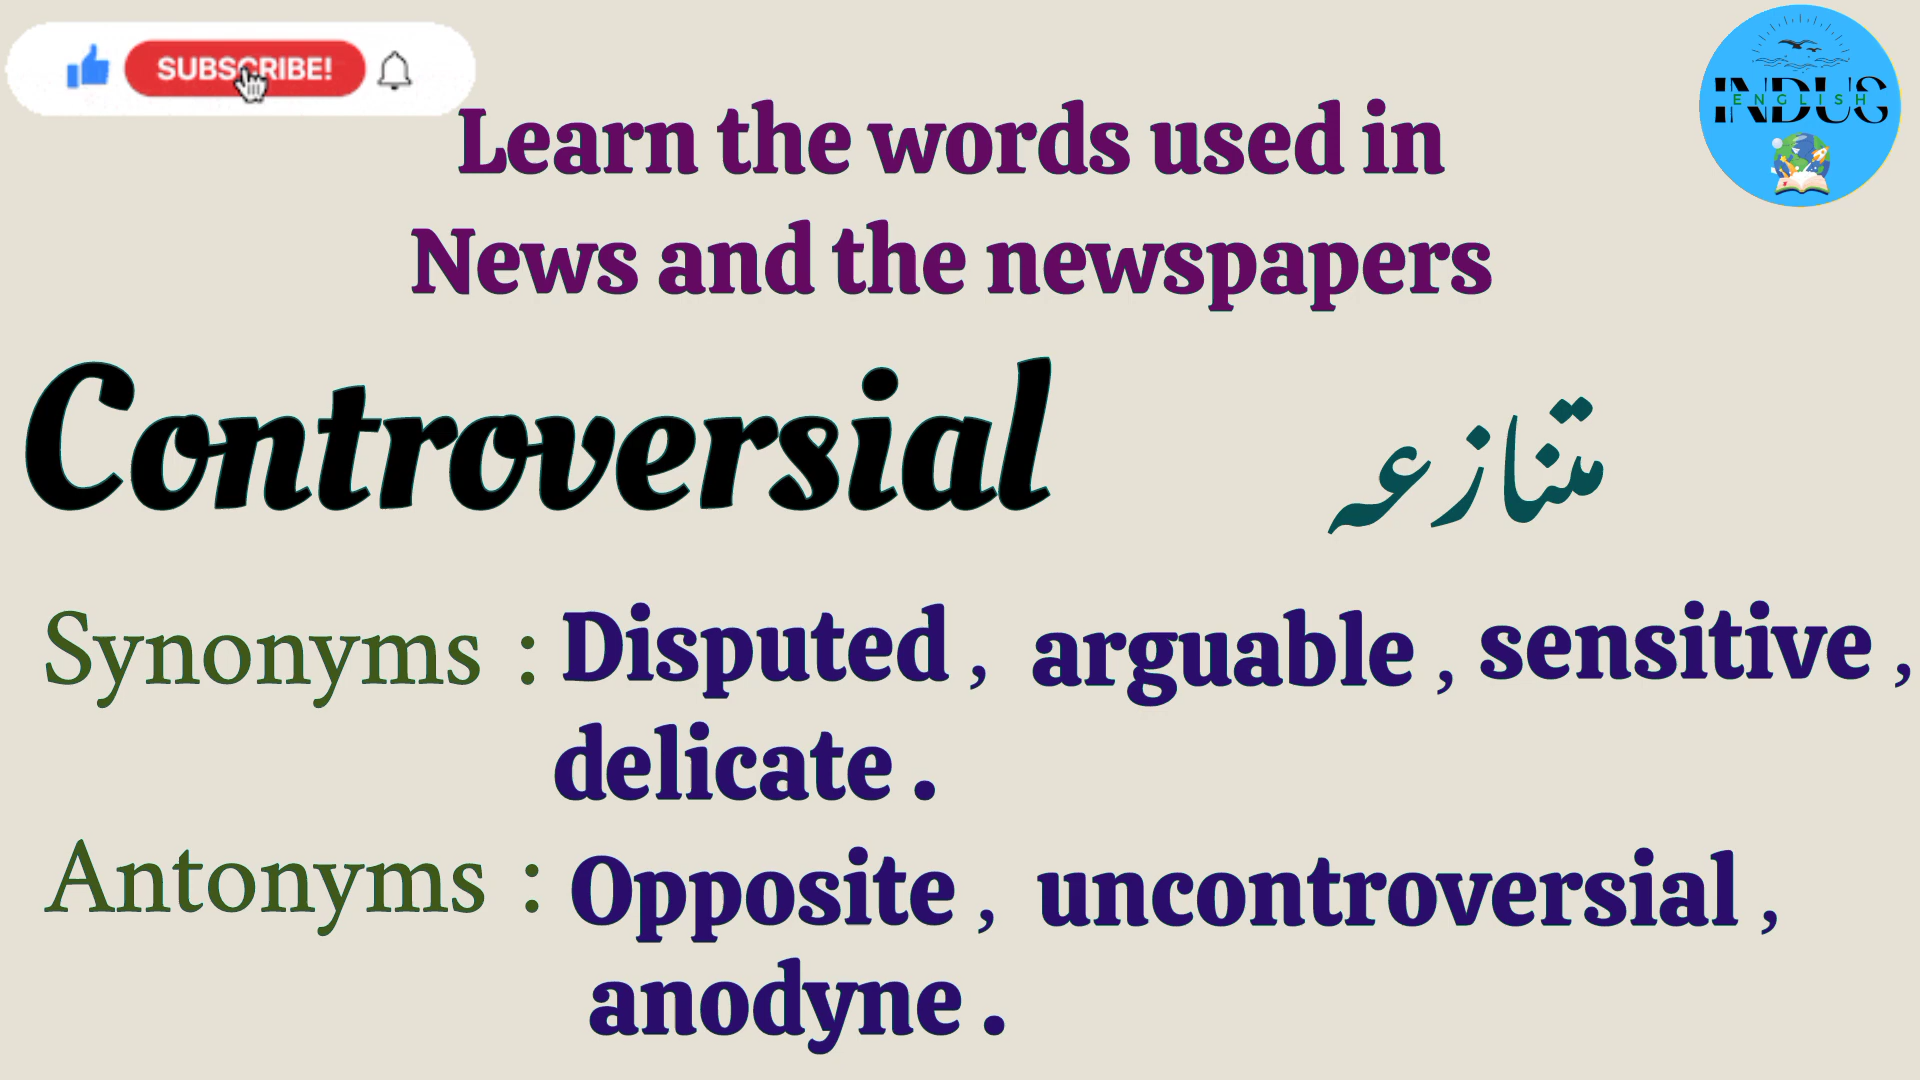 SUBSCRIBE!
INDUS
ENGLISH
Learn the words used in
News and the newspapers
Controversial متنازعہ
Synonyms : Disputed , arguable , sensitive ,
delicate .
Antonyms : Opposite , uncontroversial ,
anodyne .